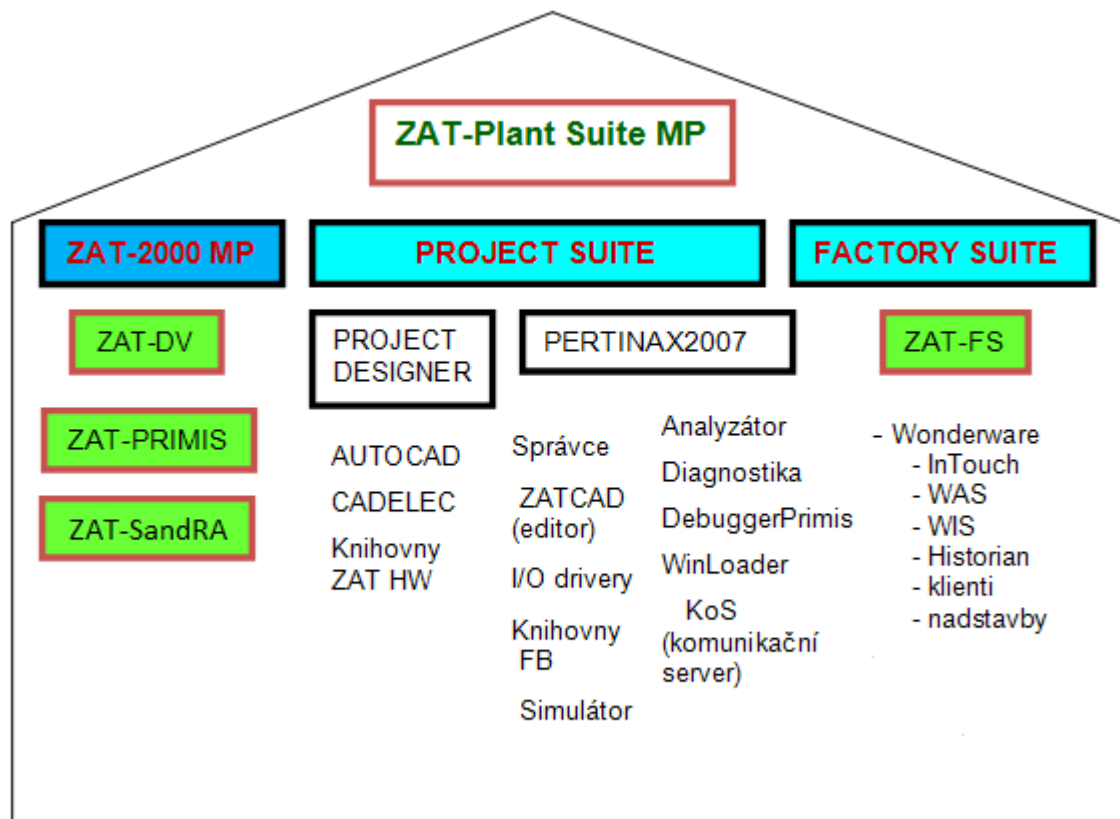 ZAT-Plant Suite MP
ZAT-2000 MP
PROJECT SUITE
FACTORY SUITE
ZAT-DV
ZAT-PRIMIS
ZAT-SandRA
PROJECT
DESIGNER
AUTOCAD
CADELEC
Knihovny
ZAT HW
PERTINAX2007
Správce
ZATCAD
(editor)
I/O drivery
Knihovny
FB
Simulátor
Analyzátor
Diagnostika
DebuggerPrimis
WinLoader
KoS
(komunikační
server)
ZAT-FS
- Wonderware
- InTouch
- WAS
- WIS
- Historian
- klienti
- nadstavby